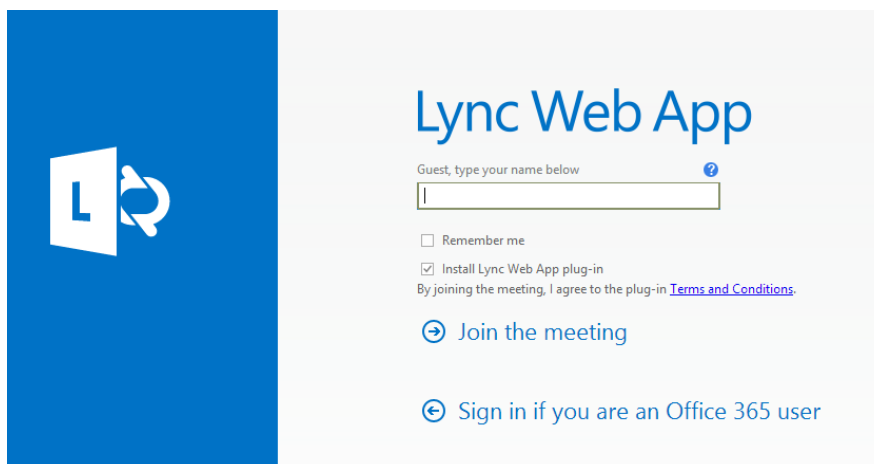 Lync Web App
Guest, type your name below
?
L
Remember me
Install Lync Web App plug-in
By joining the meeting, I agree to the plug-in Terms and Conditions.
Join the meeting
Sign in if you are an Office 365 user